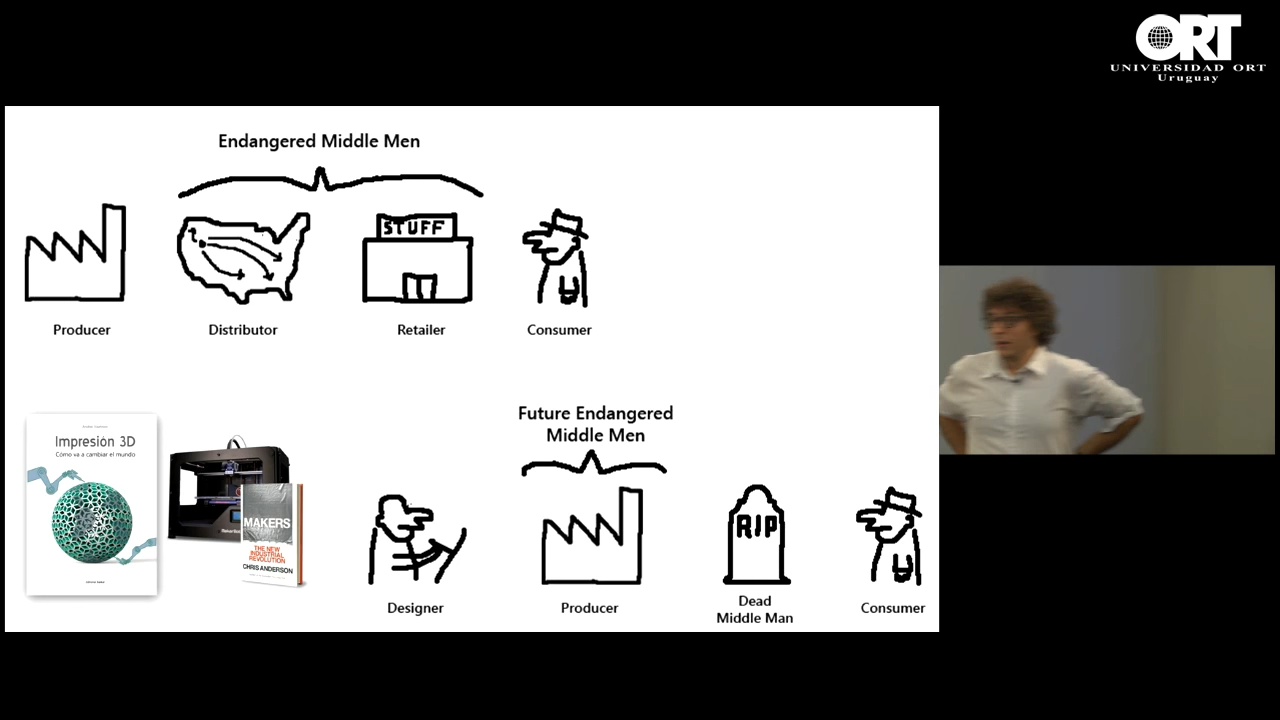 ORT
UNIVERSIDAD ORT
Uruguay
Endangered Middle Men
STUFF
Producer
Distributor
Retailer
Consumer
Impresión 3D
Cómo va a cambiar el mundo
MAKERS
THE NEW
INDUSTRIAL
REVOLUTION
CHRIS ANDERSON
Future Endangered
Middle Men
RIP
Designer
Producer
Dead
Middle Man
Consumer